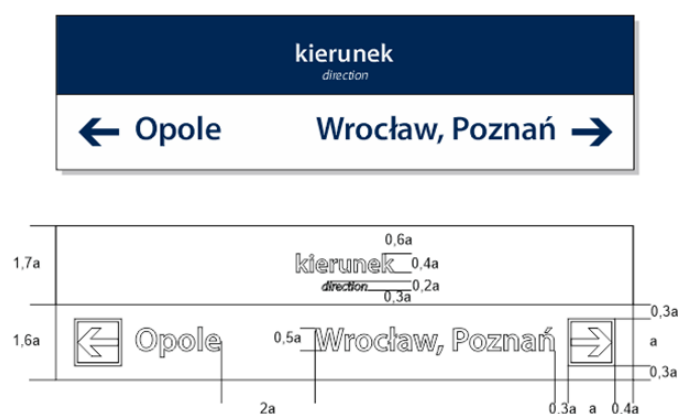 kierunek
direction
← Opole Wrocław, Poznań →
0,6a
1,7a kierunek 0,4a
direction 0,2a
0,3a
0,3a
1,6a ← Opole 0,5a Wrocław, Poznań → a
0,3a
2a 0,3a a 0,4a